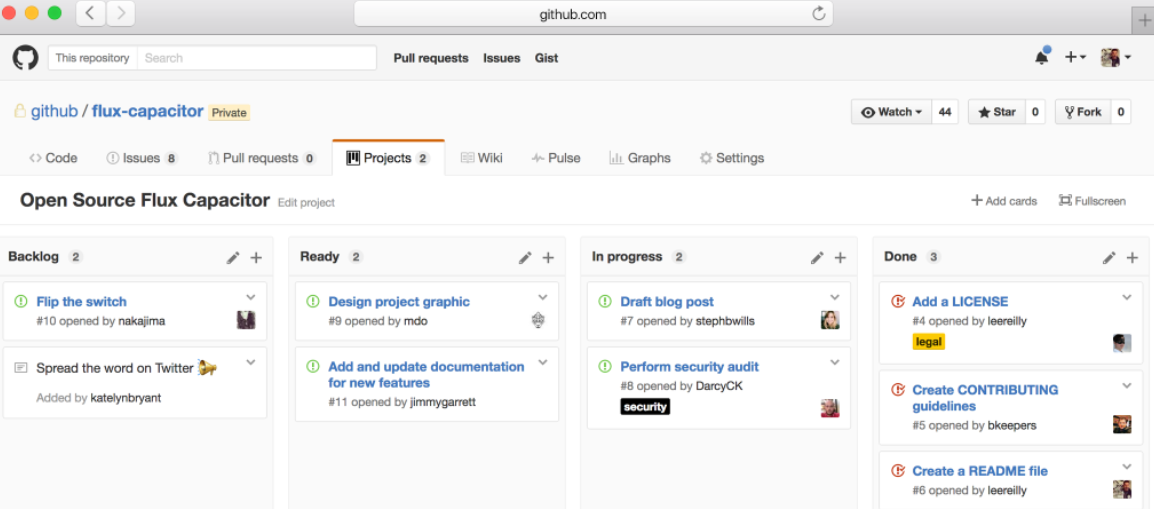 github.com
This repository Search Pull requests Issues Gist
github / flux-capacitor Private Watch 44 Star 0 Fork 0
Code Issues 8 Pull requests 0 Projects 2 Wiki Pulse Graphs Settings
Open Source Flux Capacitor Edit project Add cards Fullscreen
Backlog 2
Flip the switch
#10 opened by nakajima
Spread the word on Twitter
Added by katelynbryant
Ready 2
Design project graphic
#9 opened by mdo
Add and update documentation
for new features
#11 opened by jimmygarrett
In progress 2
Draft blog post
#7 opened by stephbwills
Perform security audit
#8 opened by DarcyCK
security
Done 3
Add a LICENSE
#4 opened by leereilly
legal
Create CONTRIBUTING
guidelines
#5 opened by bkeepers
Create a README file
#6 opened by leereilly